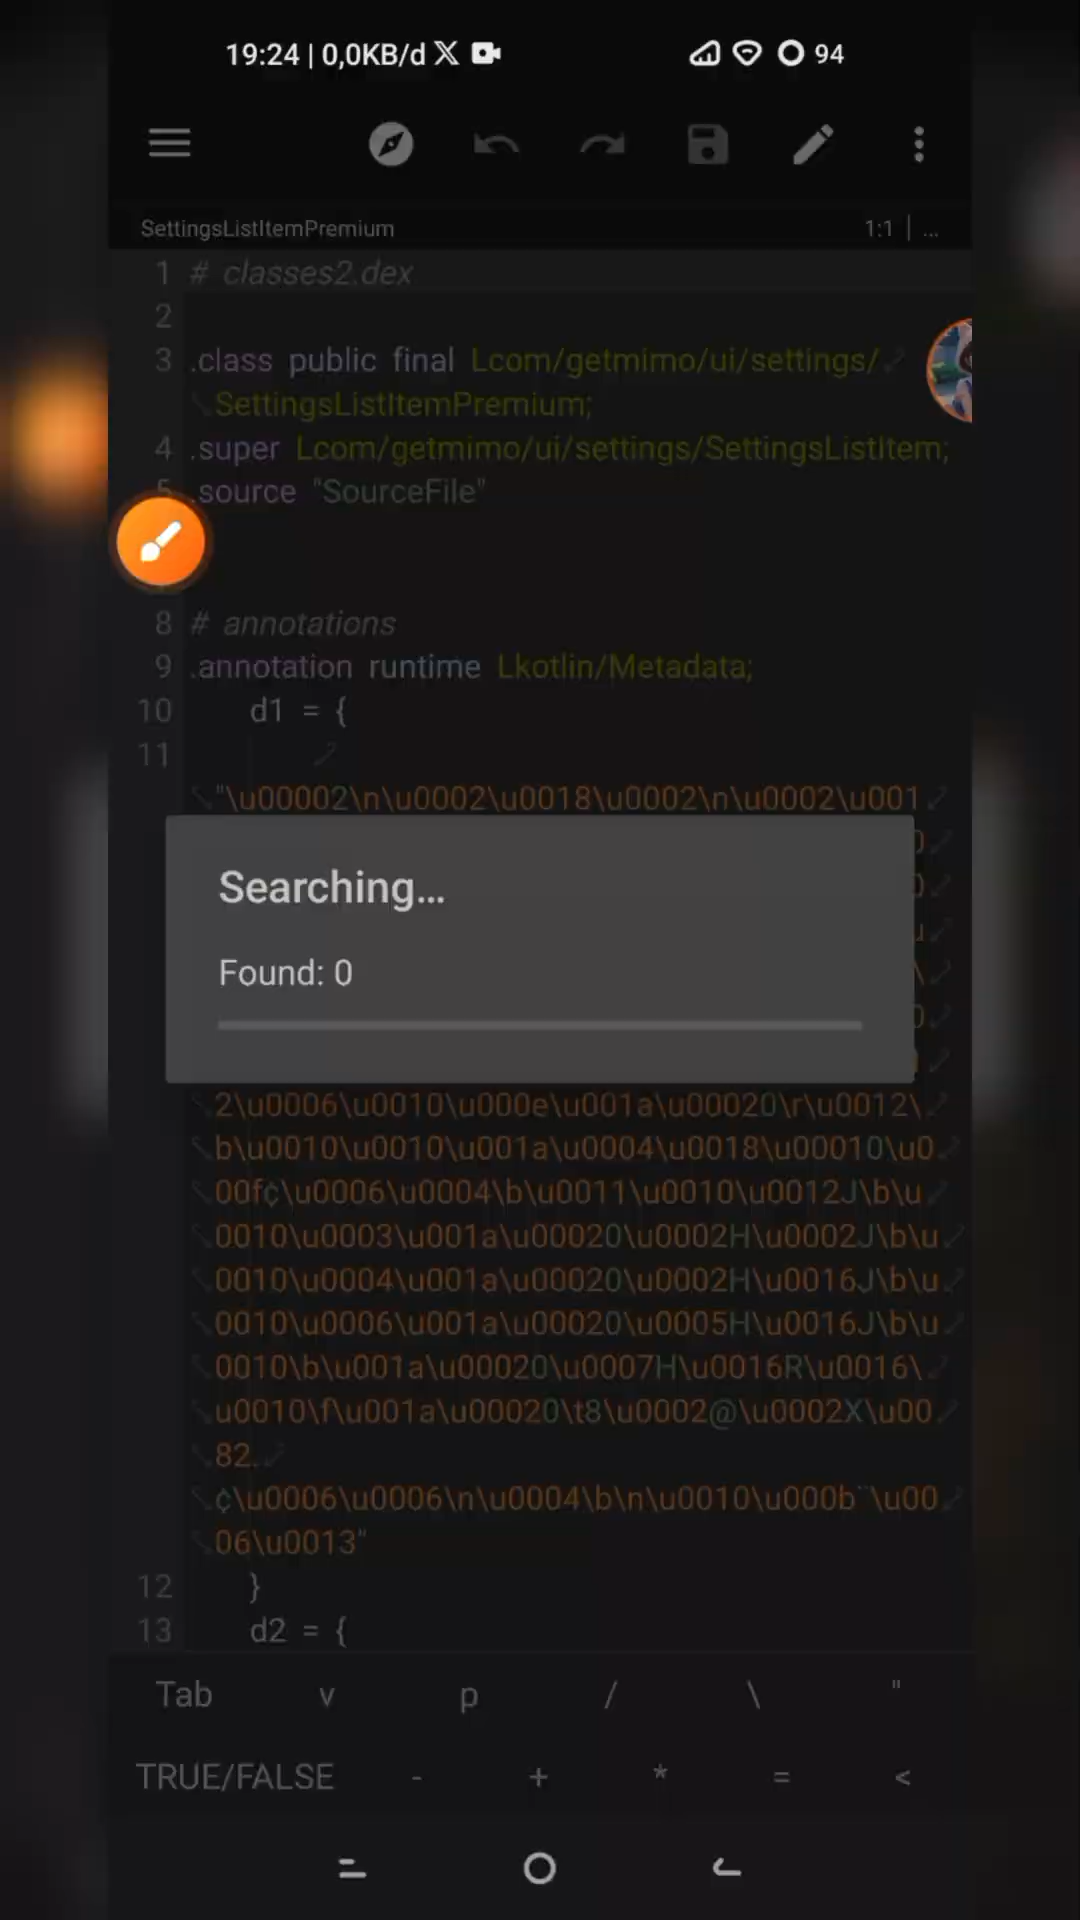 19:24 | 0,0KB/d X 94
SettingsListItemPremium 1:1 | ...
1 # classes2.dex
2
3 .class public final Lcom/getmimo/ui/settings/
SettingsListItemPremium;
4 .super Lcom/getmimo/ui/settings/SettingsListItem;
5 .source "SourceFile"
8 # annotations
9 .annotation runtime Lkotlin/Metadata;
10 d1 = {
11
"\u00002\n\u0002\u0018\u0002\n\u0002\u001
Searching...
Found: 0
2\u0006\u0010\u000e\u001a\u00020\r\u0012\
b\u0010\u0010\u001a\u0004\u0018\u00010\u0
00f¢\u0006\u0004\b\u0011\u0010\u0012J\b\u
0010\u0003\u001a\u00020\u0002H\u0002J\b\u
0010\u0004\u001a\u00020\u0002H\u0016J\b\u
0010\u0006\u001a\u00020\u0005H\u0016J\b\u
0010\b\u001a\u00020\u0007H\u0016R\u0016\
u0010\f\u001a\u00020\t8\u0002@\u0002X\u00
82.
¢\u0006\u0006\n\u0004\b\n\u0010\u000b¨\u00
06\u0013"
12 }
13 d2 = {
Tab v p / \ "
TRUE/FALSE - + * = <